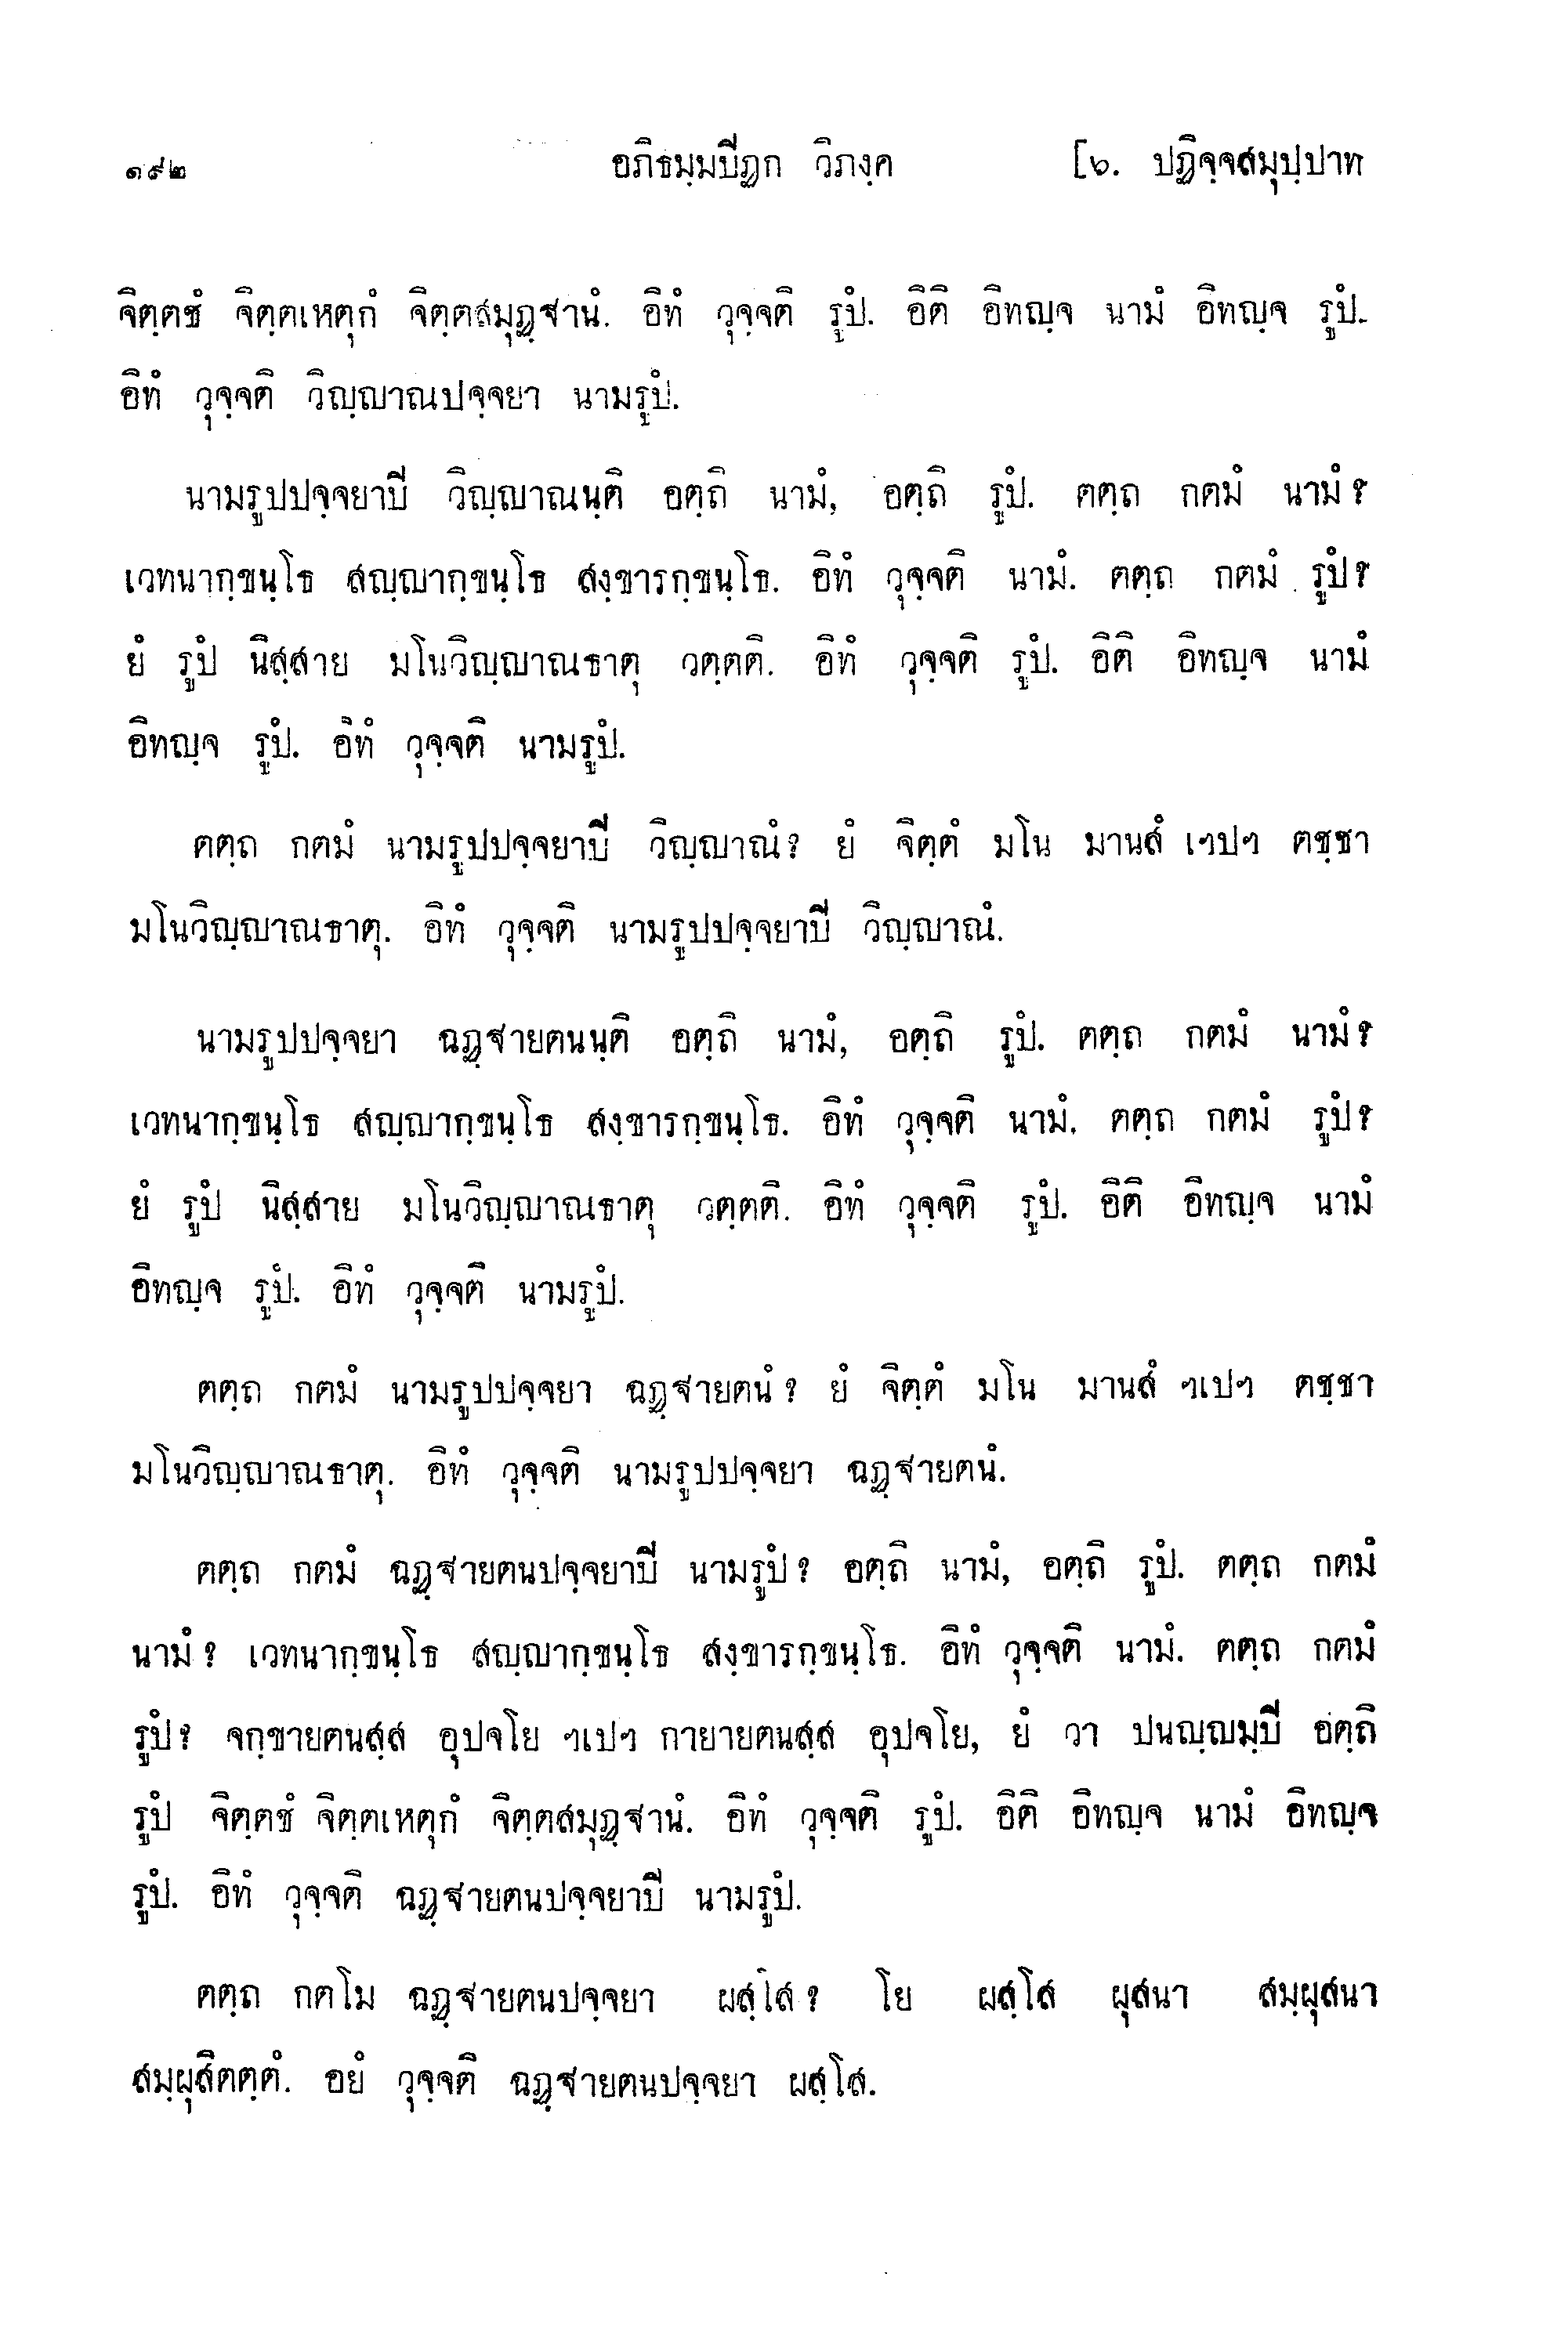 ๑๙๒ อภิธมฺมปิฏก วิภงฺค [๖. ปฏิจฺจสมุปฺปาท
จิตฺตชํ จิตฺตเหตุกํ จิตฺตสมุฏฺฐานํ. อิทํ วุจฺจติ รูปํ. อิติ อิทญฺจ นามํ อิทญฺจ รูปํ.
อิทํ วุจฺจติ วิญฺญาณปจฺจยา นามรูปํ.
นามรูปปจฺจยาปิ วิญฺญาณนฺติ อตฺถิ นามํ, อตฺถิ รูปํ. ตตฺถ กตมํ นามํ?
เวทนากฺขนฺโธ สญฺญากฺขนฺโธ สงฺขารกฺขนฺโธ. อิทํ วุจฺจติ นามํ. ตตฺถ กตมํ รูปํ?
ยํ รูปํ นิสฺสาย มโนวิญฺญาณธาตุ วตฺตติ. อิทํ วุจฺจติ รูปํ. อิติ อิทญฺจ นามํ
อิทญฺจ รูปํ. อิทํ วุจฺจติ นามรูปํ.
ตตฺถ กตมํ นามรูปปจฺจยาปิ วิญฺญาณํ? ยํ จิตฺตํ มโน มานสํ เฯปฯ ตชฺชา
มโนวิญฺญาณธาตุ. อิทํ วุจฺจติ นามรูปปจฺจยาปิ วิญฺญาณํ.
นามรูปปจฺจยา ฉฏฺฐายตนนฺติ อตฺถิ นามํ, อตฺถิ รูปํ. ตตฺถ กตมํ นามํ?
เวทนากฺขนฺโธ สญฺญากฺขนฺโธ สงฺขารกฺขนฺโธ. อิทํ วุจฺจติ นามํ. ตตฺถ กตมํ รูปํ?
ยํ รูปํ นิสฺสาย มโนวิญฺญาณธาตุ วตฺตติ. อิทํ วุจฺจติ รูปํ. อิติ อิทญฺจ นามํ
อิทญฺจ รูปํ. อิทํ วุจฺจติ นามรูปํ.
ตตฺถ กตมํ นามรูปปจฺจยา ฉฏฺฐายตนํ? ยํ จิตฺตํ มโน มานสํ ฯเปฯ ตชฺชา
มโนวิญฺญาณธาตุ. อิทํ วุจฺจติ นามรูปปจฺจยา ฉฏฺฐายตนํ.
ตตฺถ กตมํ ฉฏฺฐายตนปจฺจยาปิ นามรูปํ? อตฺถิ นามํ, อตฺถิ รูปํ. ตตฺถ กตมํ
นามํ? เวทนากฺขนฺโธ สญฺญากฺขนฺโธ สงฺขารกฺขนฺโธ. อิทํ วุจฺจติ นามํ. ตตฺถ กตมํ
รูปํ? จกฺขายตนสฺส อุปจโย ฯเปฯ กายายตนสฺส อุปจโย, ยํ วา ปนญฺญมฺปิ อตฺถิ
รูปํ จิตฺตชํ จิตฺตเหตุกํ จิตฺตสมุฏฺฐานํ. อิทํ วุจฺจติ รูปํ. อิติ อิทญฺจ นามํ อิทญฺจ
รูปํ. อิทํ วุจฺจติ ฉฏฺฐายตนปจฺจยาปิ นามรูปํ.
ตตฺถ กตโม ฉฏฺฐายตนปจฺจยา ผสฺโส? โย ผสฺโส ผุสนา สมฺผุสนา
สมฺผุสิตตฺตํ. อยํ วุจฺจติ ฉฏฺฐายตนปจฺจยา ผสฺโส.